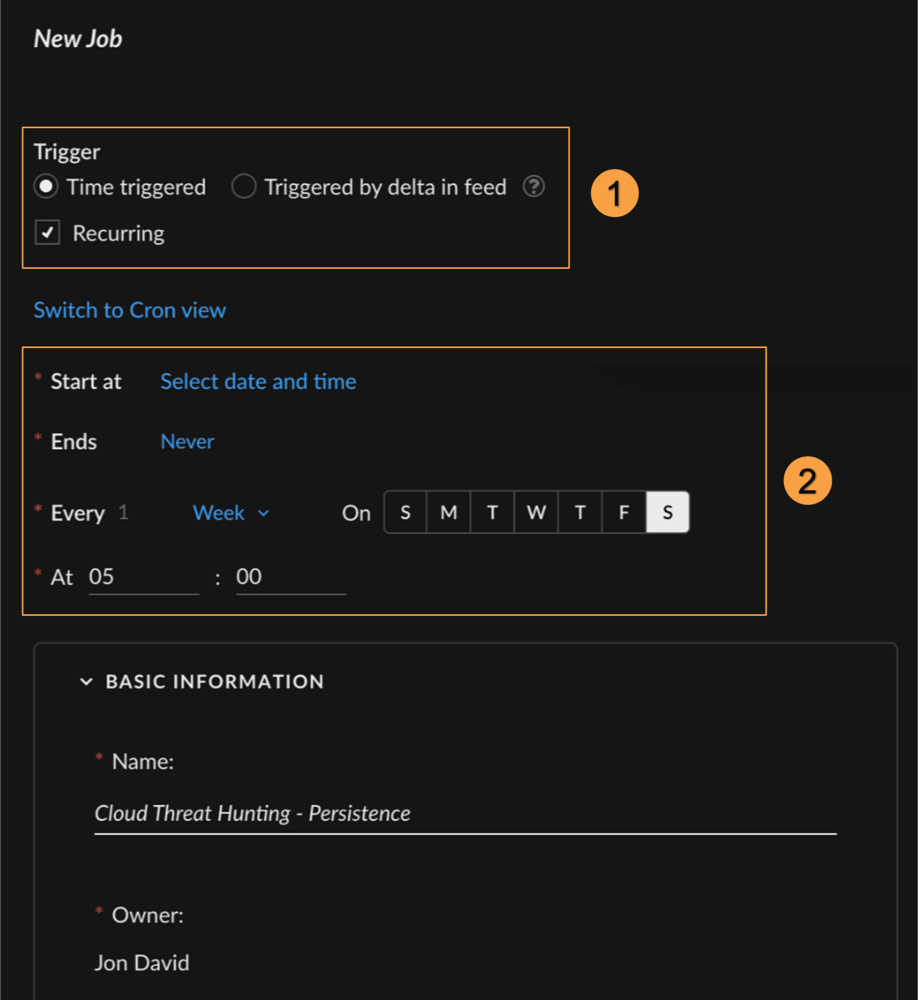 New Job
Trigger
Time triggered Triggered by delta in feed ?
Recurring
1
Switch to Cron view
* Start at Select date and time
* Ends Never
* Every 1 Week On S M T W T F S
2
* At 05 : 00
BASIC INFORMATION
* Name:
Cloud Threat Hunting - Persistence
* Owner:
Jon David